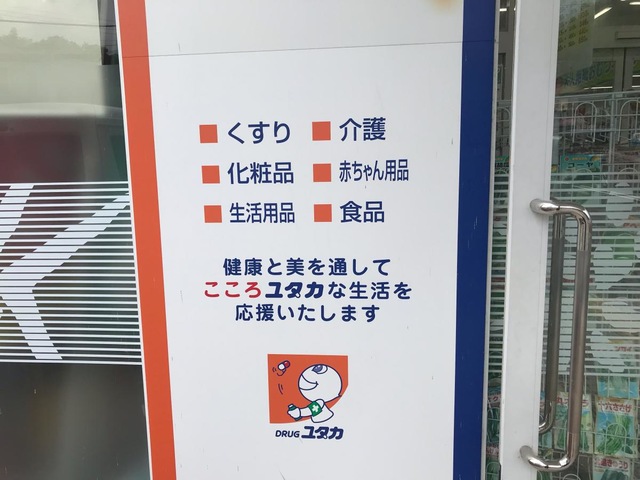 ■ くすり ■ 介護
■ 化粧品 ■ 赤ちゃん用品
■ 生活用品 ■ 食品
健康と美を通して
こころユタカな生活を
応援いたします
DRUG ユタカ